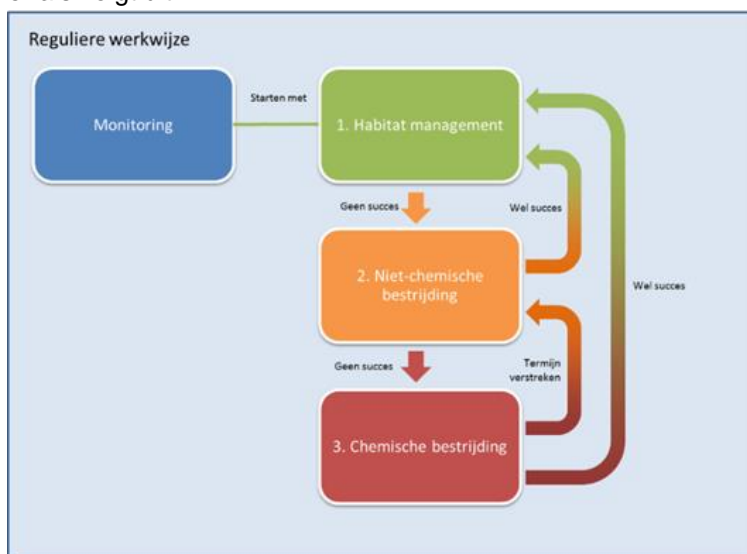 Reguliere werkwijze
Monitoring
Starten met
1. Habitat management
Geen succes
Wel succes
2. Niet-chemische
bestrijding
Wel succes
Geen succes
Termijn
verstreken
3. Chemische bestrijding